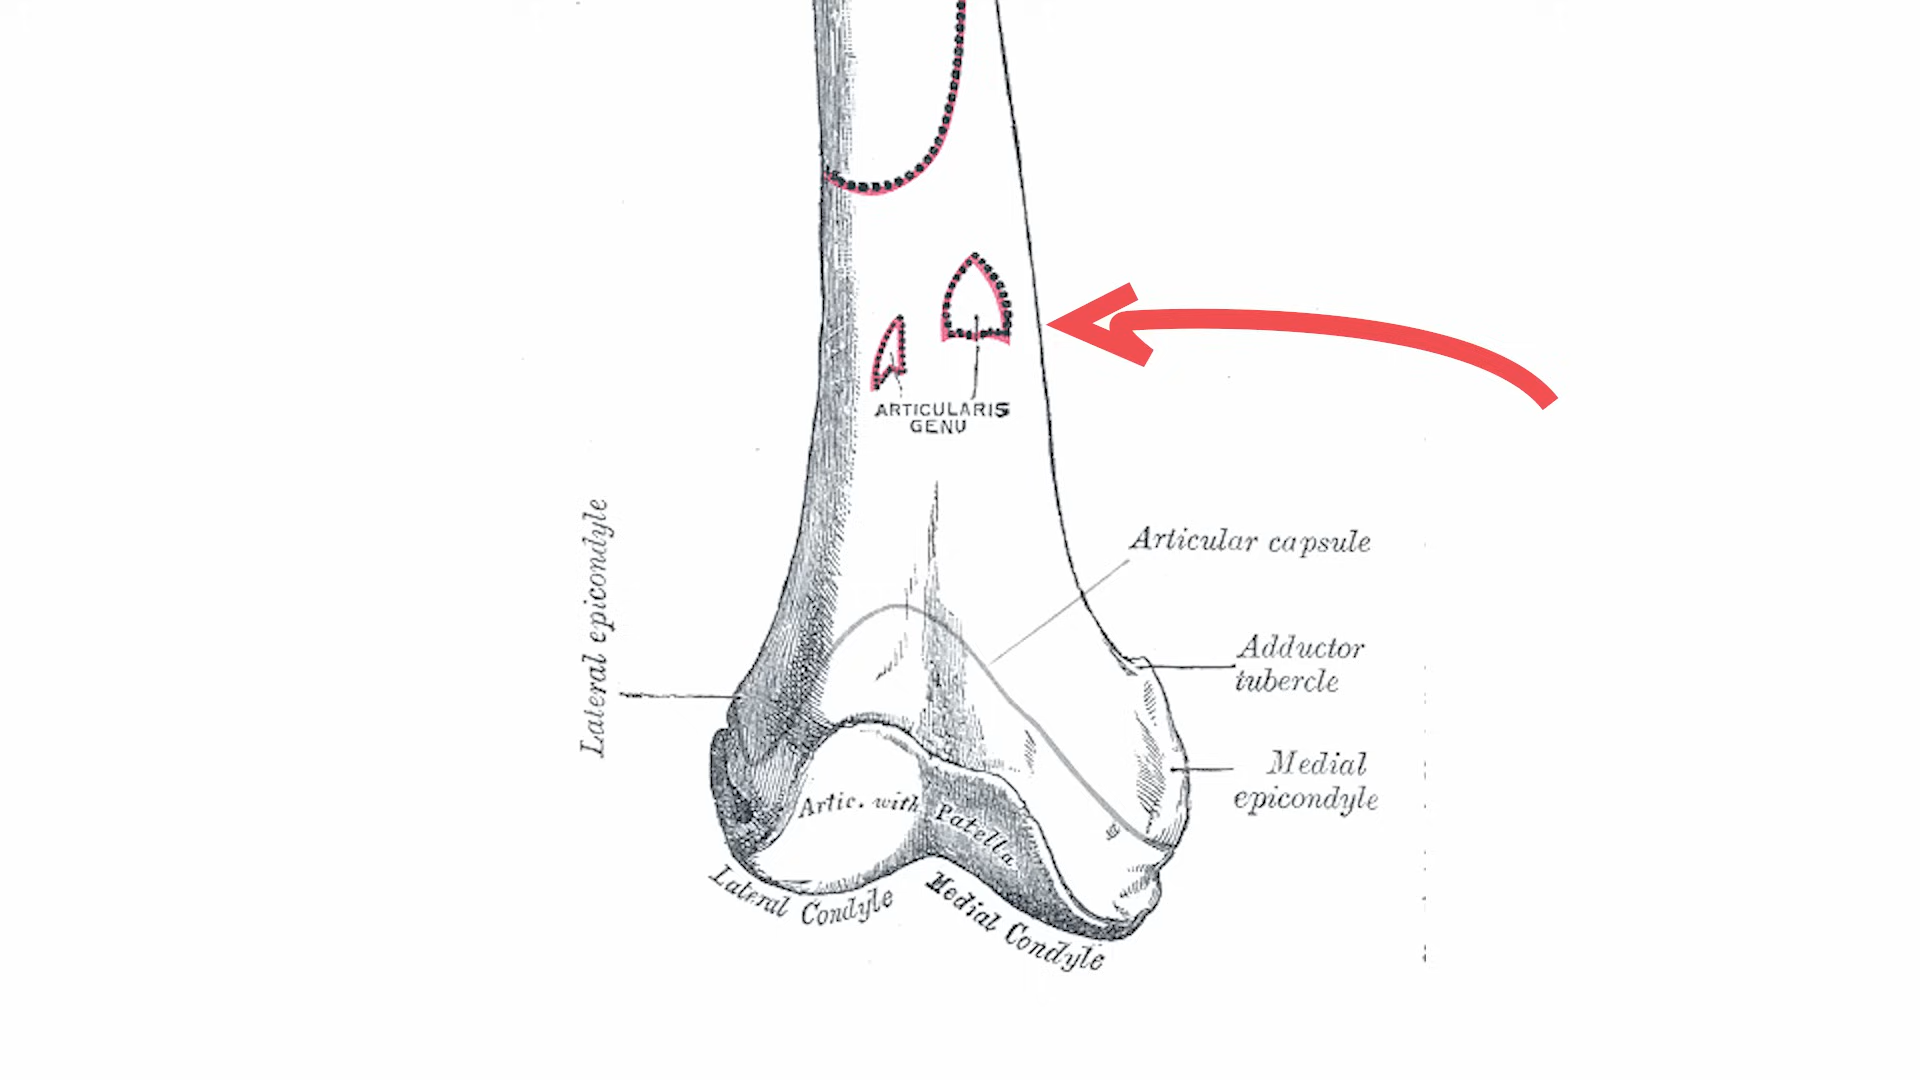 ARTICULARIS
GENU
Lateral epicondyle
Articular capsule
Adductor
tubercle
Medial
epicondyle
Artic. with Patella
Lateral Condyle
Medial Condyle